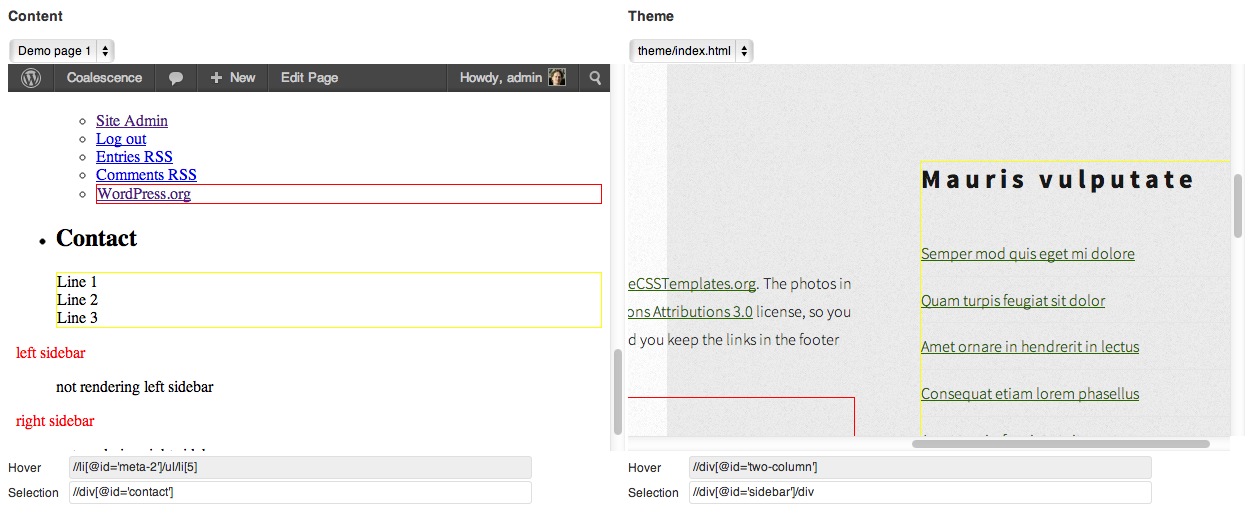 Content
Demo page 1
Coalescence
New
Edit Page
Howdy, admin
Site Admin
Log out
Entries RSS
Comments RSS
WordPress.org
Contact
Line 1
Line 2
Line 3
left sidebar
not rendering left sidebar
right sidebar
Hover
//li[@id='meta-2']/ul/li[5]
Selection
//div[@id='contact']
Theme
theme/index.html
eCSSTemplates.org. The photos in
ons Attributions 3.0 license, so you
d you keep the links in the footer
Mauris vulputate
Semper mod quis eget mi dolore
Quam turpis feugiat sit dolor
Amet ornare in hendrerit in lectus
Consequat etiam lorem phasellus
Hover
//div[@id='two-column']
Selection
//div[@id='sidebar']/div